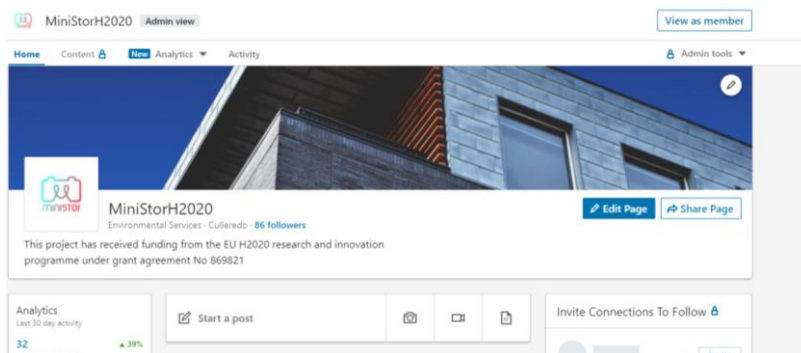 MiniStorH2020 Admin view View as member
Home Content New Analytics Activity Admin tools
ministor
MiniStorH2020
Edit Page Share Page
Environmental Services · Culleredo · 86 followers
This project has received funding from the EU H2020 research and innovation
programme under grant agreement No 869821
Analytics
Last 30 day activity
32 39%
Start a post
Invite Connections To Follow